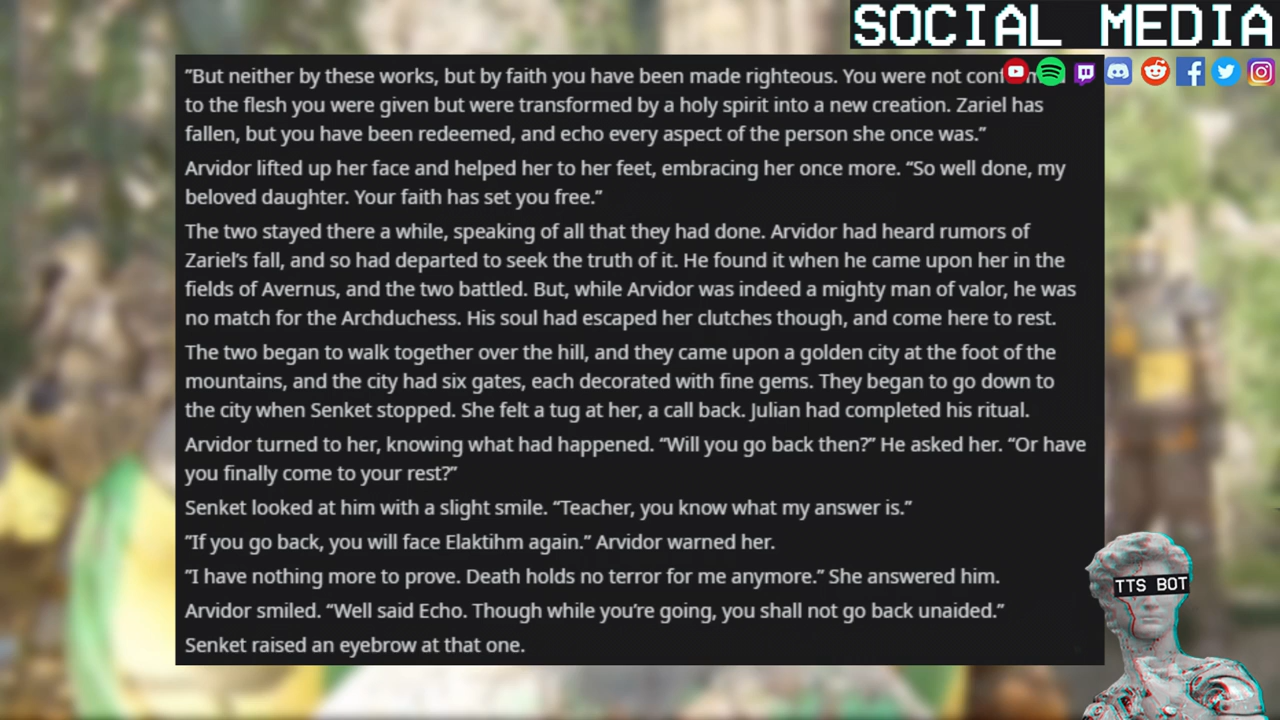 SOCIAL MEDIA
"But neither by these works, but by faith you have been made righteous. You were not
to the flesh you were given but were transformed by a holy spirit into a new creation. Zariel has
fallen, but you have been redeemed, and echo every aspect of the person she once was."
Arvidor lifted up her face and helped her to her feet, embracing her once more. “So well done, my
beloved daughter. Your faith has set you free.”
The two stayed there a while, speaking of all that they had done. Arvidor had heard rumors of
Zariel’s fall, and so had departed to seek the truth of it. He found it when he came upon her in the
fields of Avernus, and the two battled. But, while Arvidor was indeed a mighty man of valor, he was
no match for the Archduchess. His soul had escaped her clutches though, and come here to rest.
The two began to walk together over the hill, and they came upon a golden city at the foot of the
mountains, and the city had six gates, each decorated with fine gems. They began to go down to
the city when Senket stopped. She felt a tug at her, a call back. Julian had completed his ritual.
Arvidor turned to her, knowing what had happened. “Will you go back then?” He asked her. “Or have
you finally come to your rest?”
Senket looked at him with a slight smile. “Teacher, you know what my answer is.”
"If you go back, you will face Elaktihm again." Arvidor warned her.
"I have nothing more to prove. Death holds no terror for me anymore." She answered him.
Arvidor smiled. “Well said Echo. Though while you’re going, you shall not go back unaided.”
Senket raised an eyebrow at that one.
TTS BOT